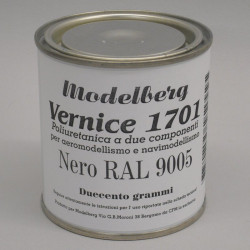 Modelberg
Vernice 1701
Poliuretanica a due componenti
per aeromodellismo e navimodellismo
Nero RAL 9005
Duecento grammi